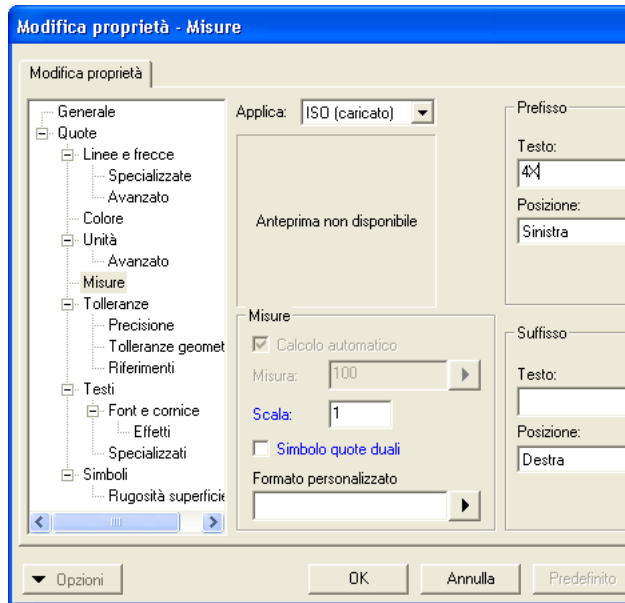 Modifica proprietà - Misure
Modifica proprietà
Generale
Quote
Linee e frecce
Specializzate
Avanzato
Colore
Unità
Avanzato
Misure
Tolleranze
Precisione
Tolleranze geomet
Riferimenti
Testi
Font e cornice
Effetti
Specializzati
Simboli
Rugosità superficie
Applica: ISO (caricato)
Anteprima non disponibile
Misure
Calcolo automatico
Misura: 100
Scala: 1
Simbolo quote duali
Formato personalizzato
Prefisso
Testo:
4X
Posizione:
Sinistra
Suffisso
Testo:
Posizione:
Destra
Opzioni
OK
Annulla
Predefinito